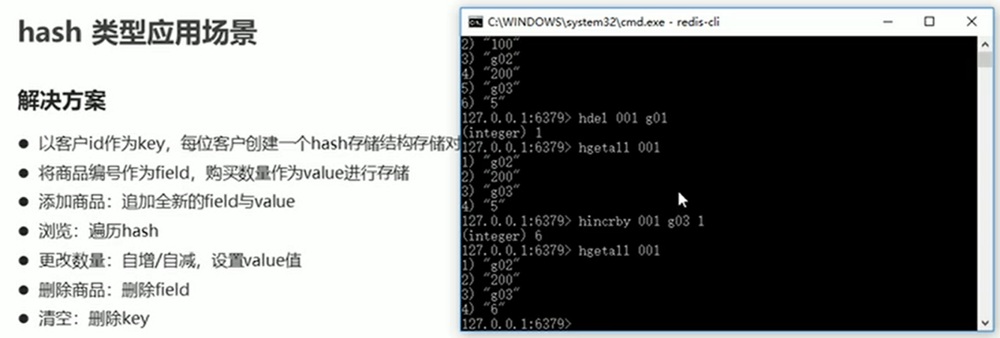 hash 类型应用场景
解决方案
● 以客户id作为key，每位客户创建一个hash存储结构存储对
● 将商品编号作为field，购买数量作为value进行存储
● 添加商品：追加全新的field与value
● 浏览：遍历hash
● 更改数量：自增/自减，设置value值
● 删除商品：删除field
● 清空：删除key
C:\WINDOWS\system32\cmd.exe - redis-cli
2) "100"
3) "g02"
4) "200"
5) "g03"
6) "5"
127.0.0.1:6379> hdel 001 g01
(integer) 1
127.0.0.1:6379> hgetall 001
1) "g02"
2) "200"
3) "g03"
4) "5"
127.0.0.1:6379> hincrby 001 g03 1
(integer) 6
127.0.0.1:6379> hgetall 001
1) "g02"
2) "200"
3) "g03"
4) "6"
127.0.0.1:6379>